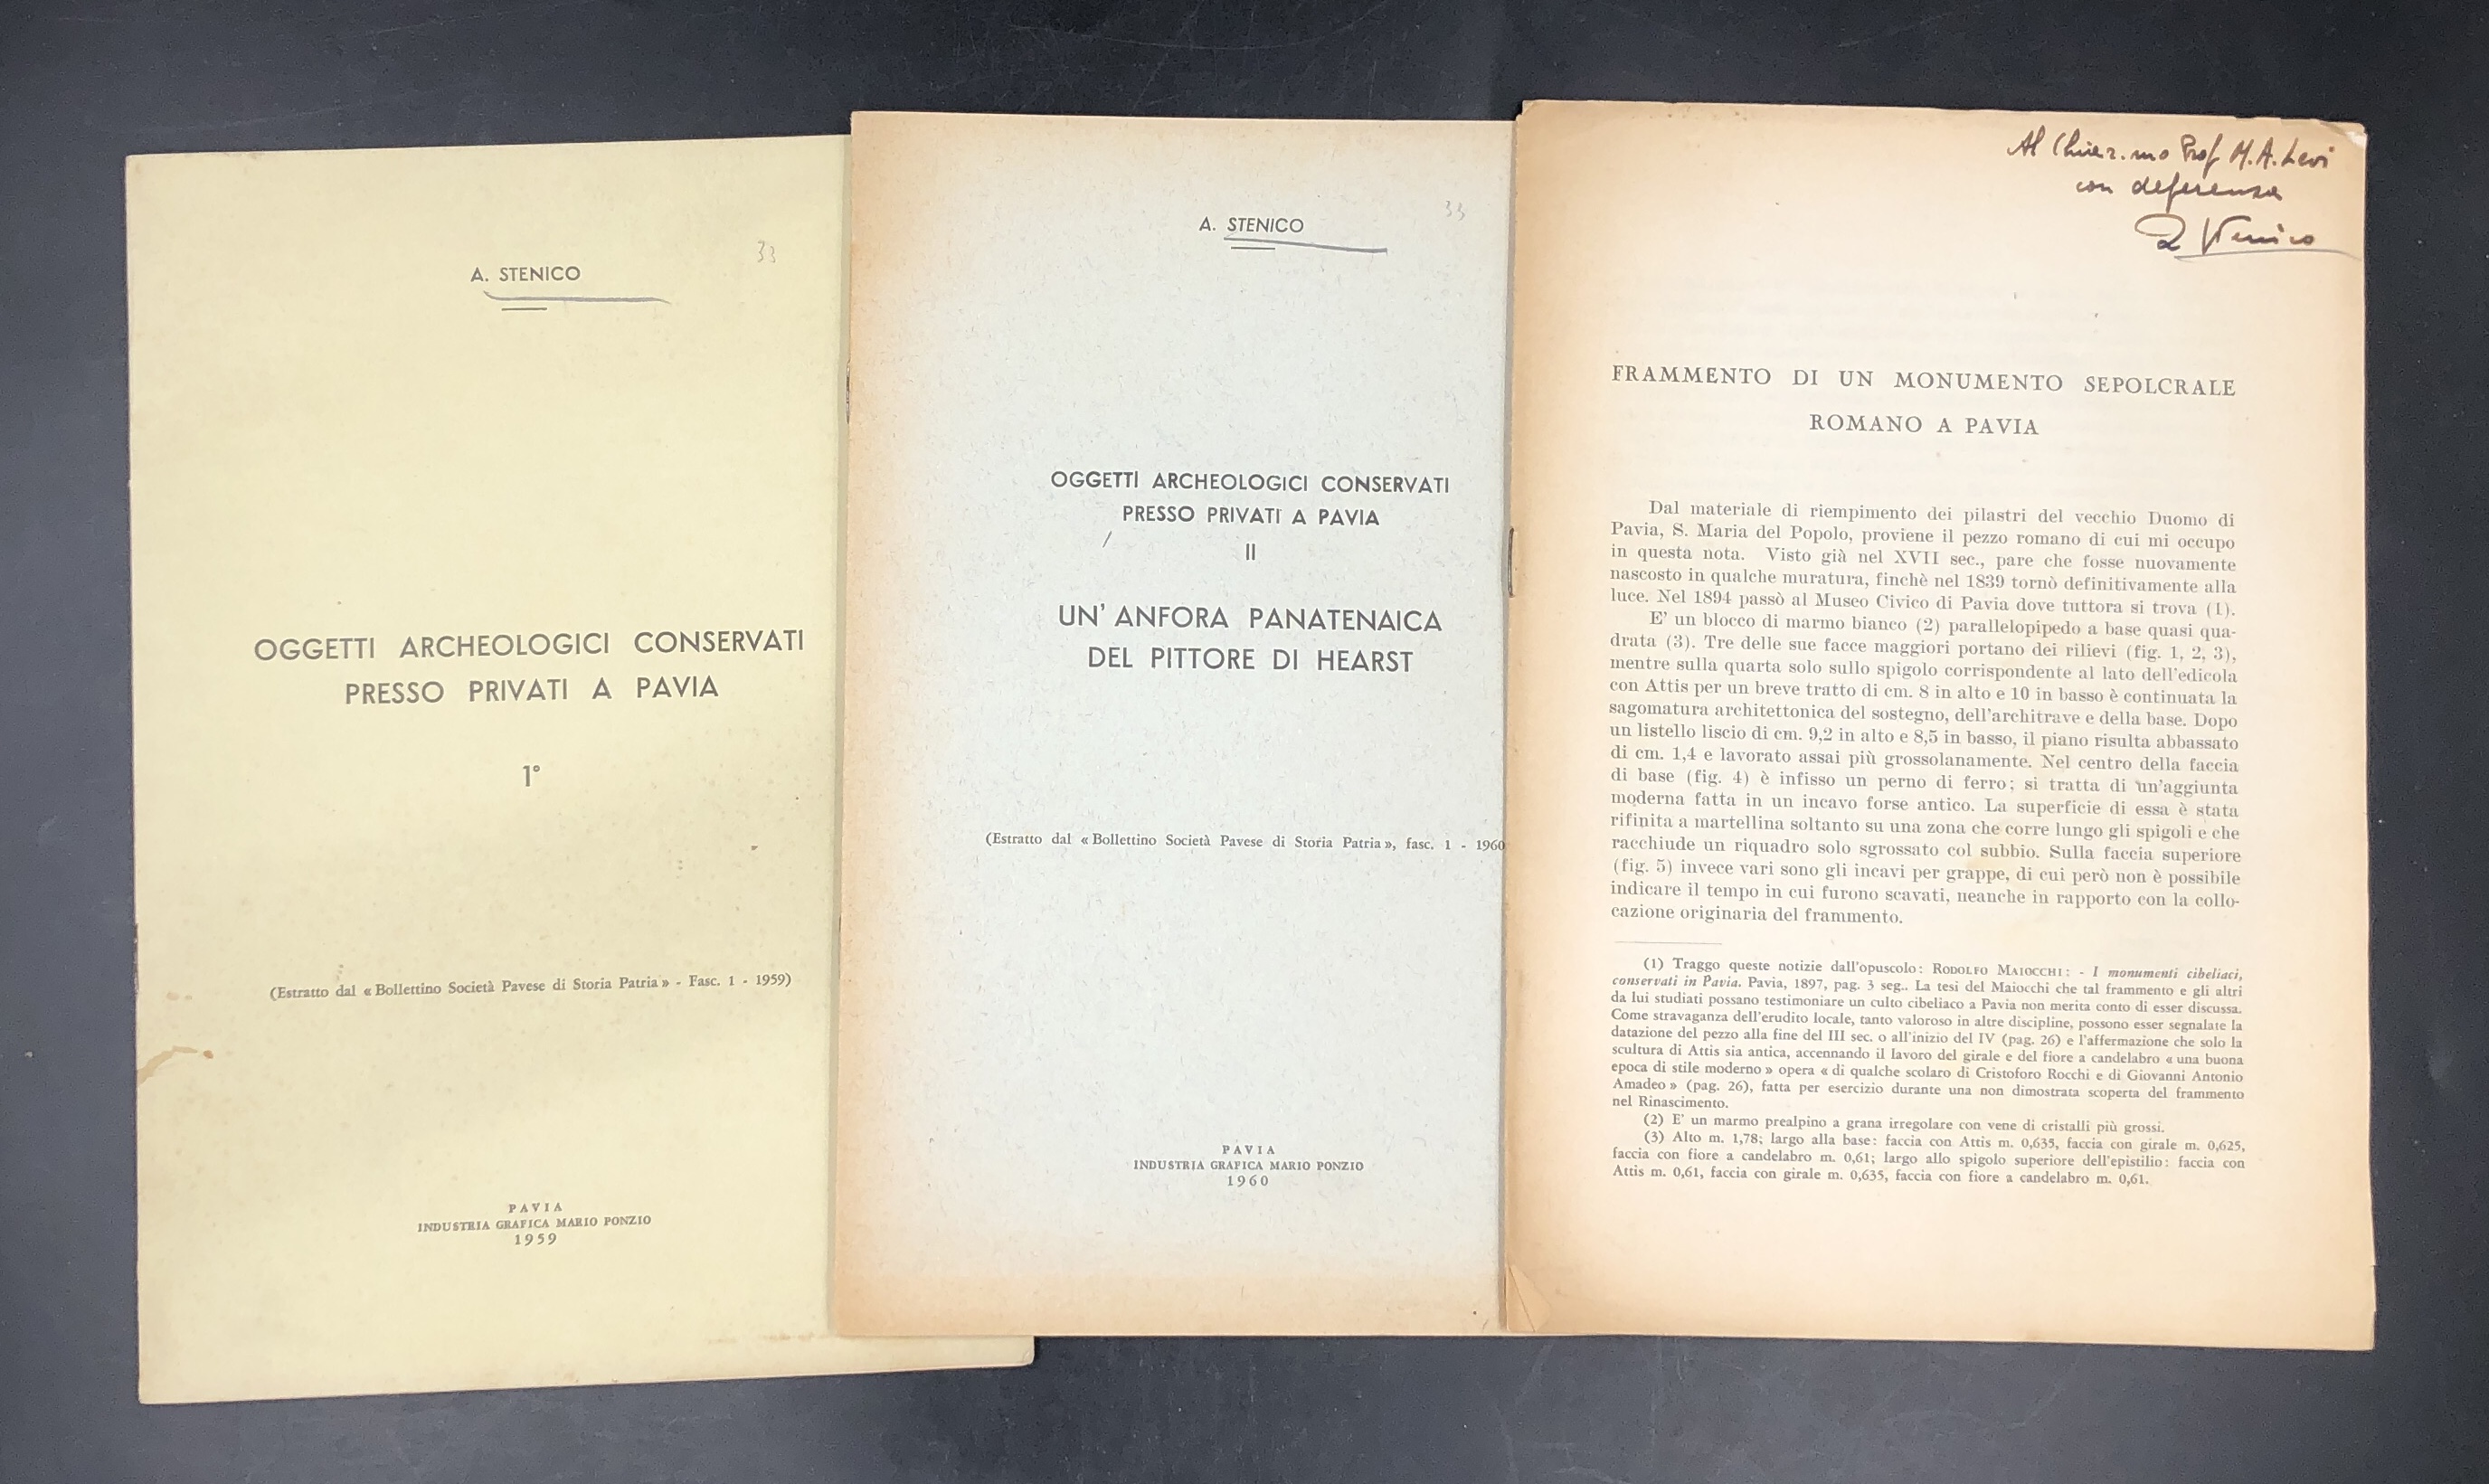 A. STENICO
33
OGGETTI ARCHEOLOGICI CONSERVATI
PRESSO PRIVATI A PAVIA
1°
(Estratto dal « Bollettino Società Pavese di Storia Patria » - Fasc. 1 - 1959)
PAVIA
INDUSTRIA GRAFICA MARIO PONZIO
1959
A. STENICO
33
OGGETTI ARCHEOLOGICI CONSERVATI
PRESSO PRIVATI A PAVIA
II
UN' ANFORA PANATENAICA
DEL PITTORE DI HEARST
(Estratto dal « Bollettino Società Pavese di Storia Patria », fasc. 1 - 1960
PAVIA
INDUSTRIA GRAFICA MARIO PONZIO
1960
Al Chiar.mo Prof M.A. Levi
con deferenza
A Stenico
FRAMMENTO DI UN MONUMENTO SEPOLCRALE
ROMANO A PAVIA
Dal materiale di riempimento dei pilastri del vecchio Duomo di
Pavia, S. Maria del Popolo, proviene il pezzo romano di cui mi occupo
in questa nota. Visto già nel XVII sec., pare che fosse nuovamente
nascosto in qualche muratura, finchè nel 1839 tornò definitivamente alla
luce. Nel 1894 passò al Museo Civico di Pavia dove tuttora si trova (1).
E' un blocco di marmo bianco (2) parallelopipedo a base quasi qua-
drata (3). Tre delle sue facce maggiori portano dei rilievi (fig. 1, 2, 3),
mentre sulla quarta solo sullo spigolo corrispondente al lato dell'edicola
con Attis per un breve tratto di cm. 8 in alto e 10 in basso è continuata la
sagomatura architettonica del sostegno, dell'architrave e della base. Dopo
un listello liscio di cm. 9,2 in alto e 8,5 in basso, il piano risulta abbassato
di cm. 1,4 e lavorato assai più grossolanamente. Nel centro della faccia
di base (fig. 4) è infisso un perno di ferro; si tratta di un'aggiunta
moderna fatta in un incavo forse antico. La superficie di essa è stata
rifinita a martellina soltanto su una zona che corre lungo gli spigoli e che
racchiude un riquadro solo sgrossato col subbio. Sulla faccia superiore
(fig. 5) invece vari sono gli incavi per grappe, di cui però non è possibile
indicare il tempo in cui furono scavati, neanche in rapporto con la collo-
cazione originaria del frammento.
(1) Traggo queste notizie dall'opuscolo: RODOLFO MAIOCCHI: - I monumenti cibeliaci,
conservati in Pavia. Pavia, 1897, pag. 3 seg.. La tesi del Maiocchi che tal frammento e gli altri
da lui studiati possano testimoniare un culto cibeliaco a Pavia non merita conto di esser discussa.
Come stravaganza dell'erudito locale, tanto valoroso in altre discipline, possono esser segnalate la
datazione del pezzo alla fine del III sec. o all'inizio del IV (pag. 26) e l'affermazione che solo la
scultura di Attis sia antica, accennando il lavoro del girale e del fiore a candelabro « una buona
epoca di stile moderno » opera « di qualche scolaro di Cristoforo Rocchi e di Giovanni Antonio
Amadeo » (pag. 26), fatta per esercizio durante una non dimostrata scoperta del frammento
nel Rinascimento.
(2) E' un marmo prealpino a grana irregolare con vene di cristalli più grossi.
(3) Alto m. 1,78; largo alla base: faccia con Attis m. 0,635, faccia con girale m. 0,625,
faccia con fiore a candelabro m. 0,61; largo allo spigolo superiore dell'epistilio: faccia con
Attis m. 0,61, faccia con girale m. 0,635, faccia con fiore a candelabro m. 0,61.